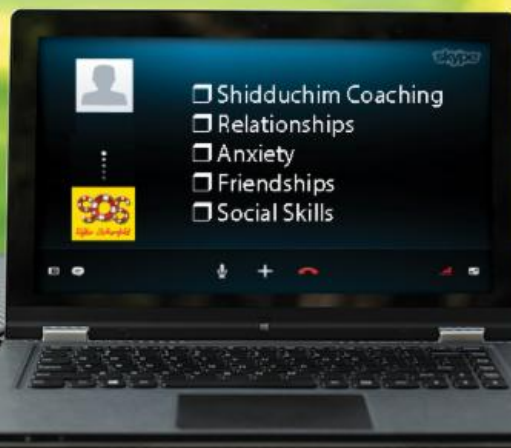 skype
Shidduchim Coaching
Relationships
Anxiety
Friendships
Social Skills
SOS